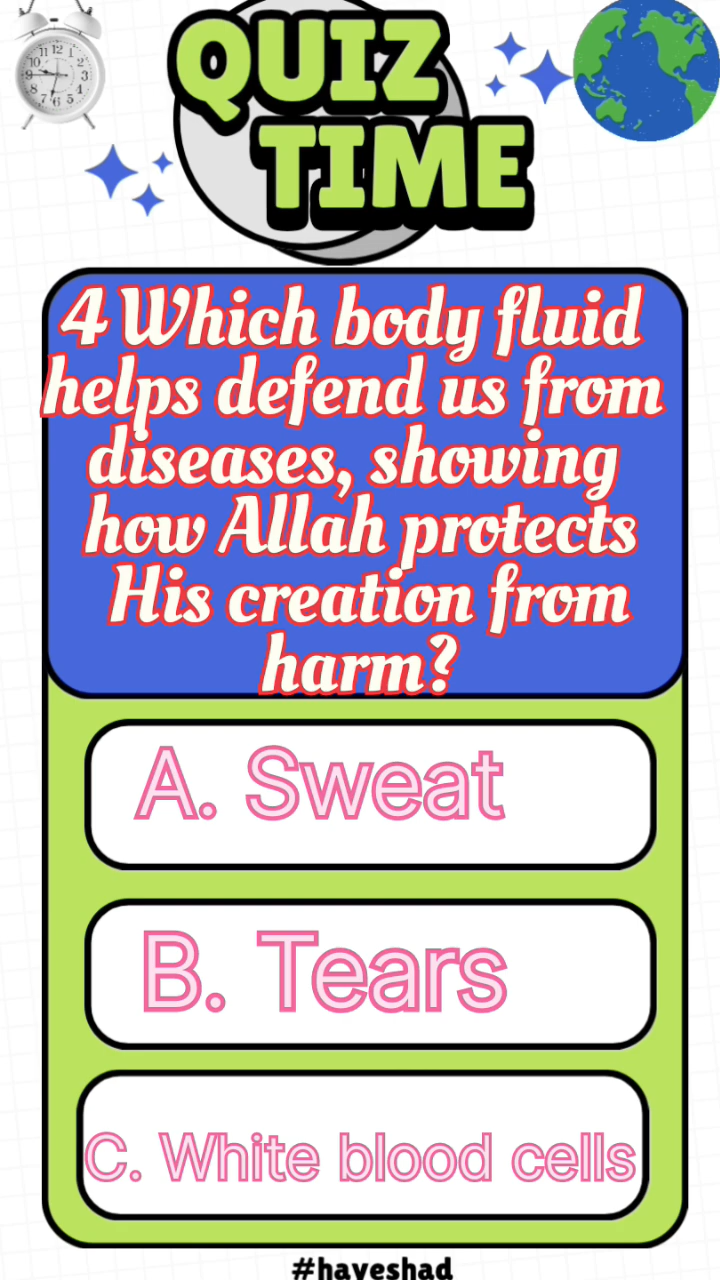 QUIZ
TIME
4 Which body fluid
helps defend us from
diseases, showing
how Allah protects
His creation from
harm?
A. Sweat
B. Tears
C. White blood cells
#hayeshad